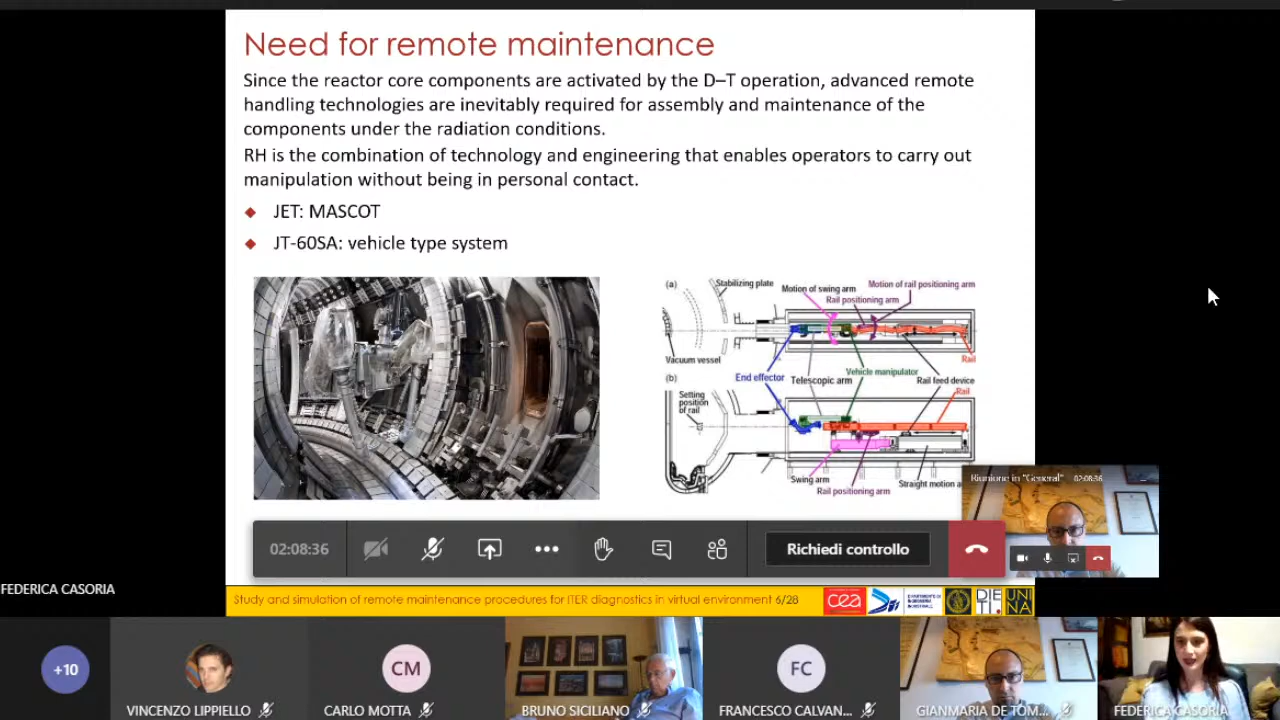 Need for remote maintenance
Since the reactor core components are activated by the D–T operation, advanced remote
handling technologies are inevitably required for assembly and maintenance of the
components under the radiation conditions.
RH is the combination of technology and engineering that enables operators to carry out
manipulation without being in personal contact.
JET: MASCOT
JT-60SA: vehicle type system
(a)
Stabilizing plate
Motion of swing arm
Motion of rail positioning arm
Rail positioning arm
Vacuum vessel
Rail
End effector
Telescopic arm
Vehicle manipulator
Rail feed device
(b)
Setting
position
of rail
Rail
Swing arm
Rail positioning arm
Straight motion a
Riunione in "General"
02:08:36
02:08:36
Richiedi controllo
FEDERICA CASORIA
Study and simulation of remote maintenance procedures for ITER diagnostics in virtual environment 6/28
cea
DIE
TI.
UNI
NA
+10
VINCENZO LIPPIELLO
CM
CARLO MOTTA
BRUNO SICILIANO
FC
FRANCESCO CALVAN...
GIANMARIA DE TOM...
FEDERICA CASORIA